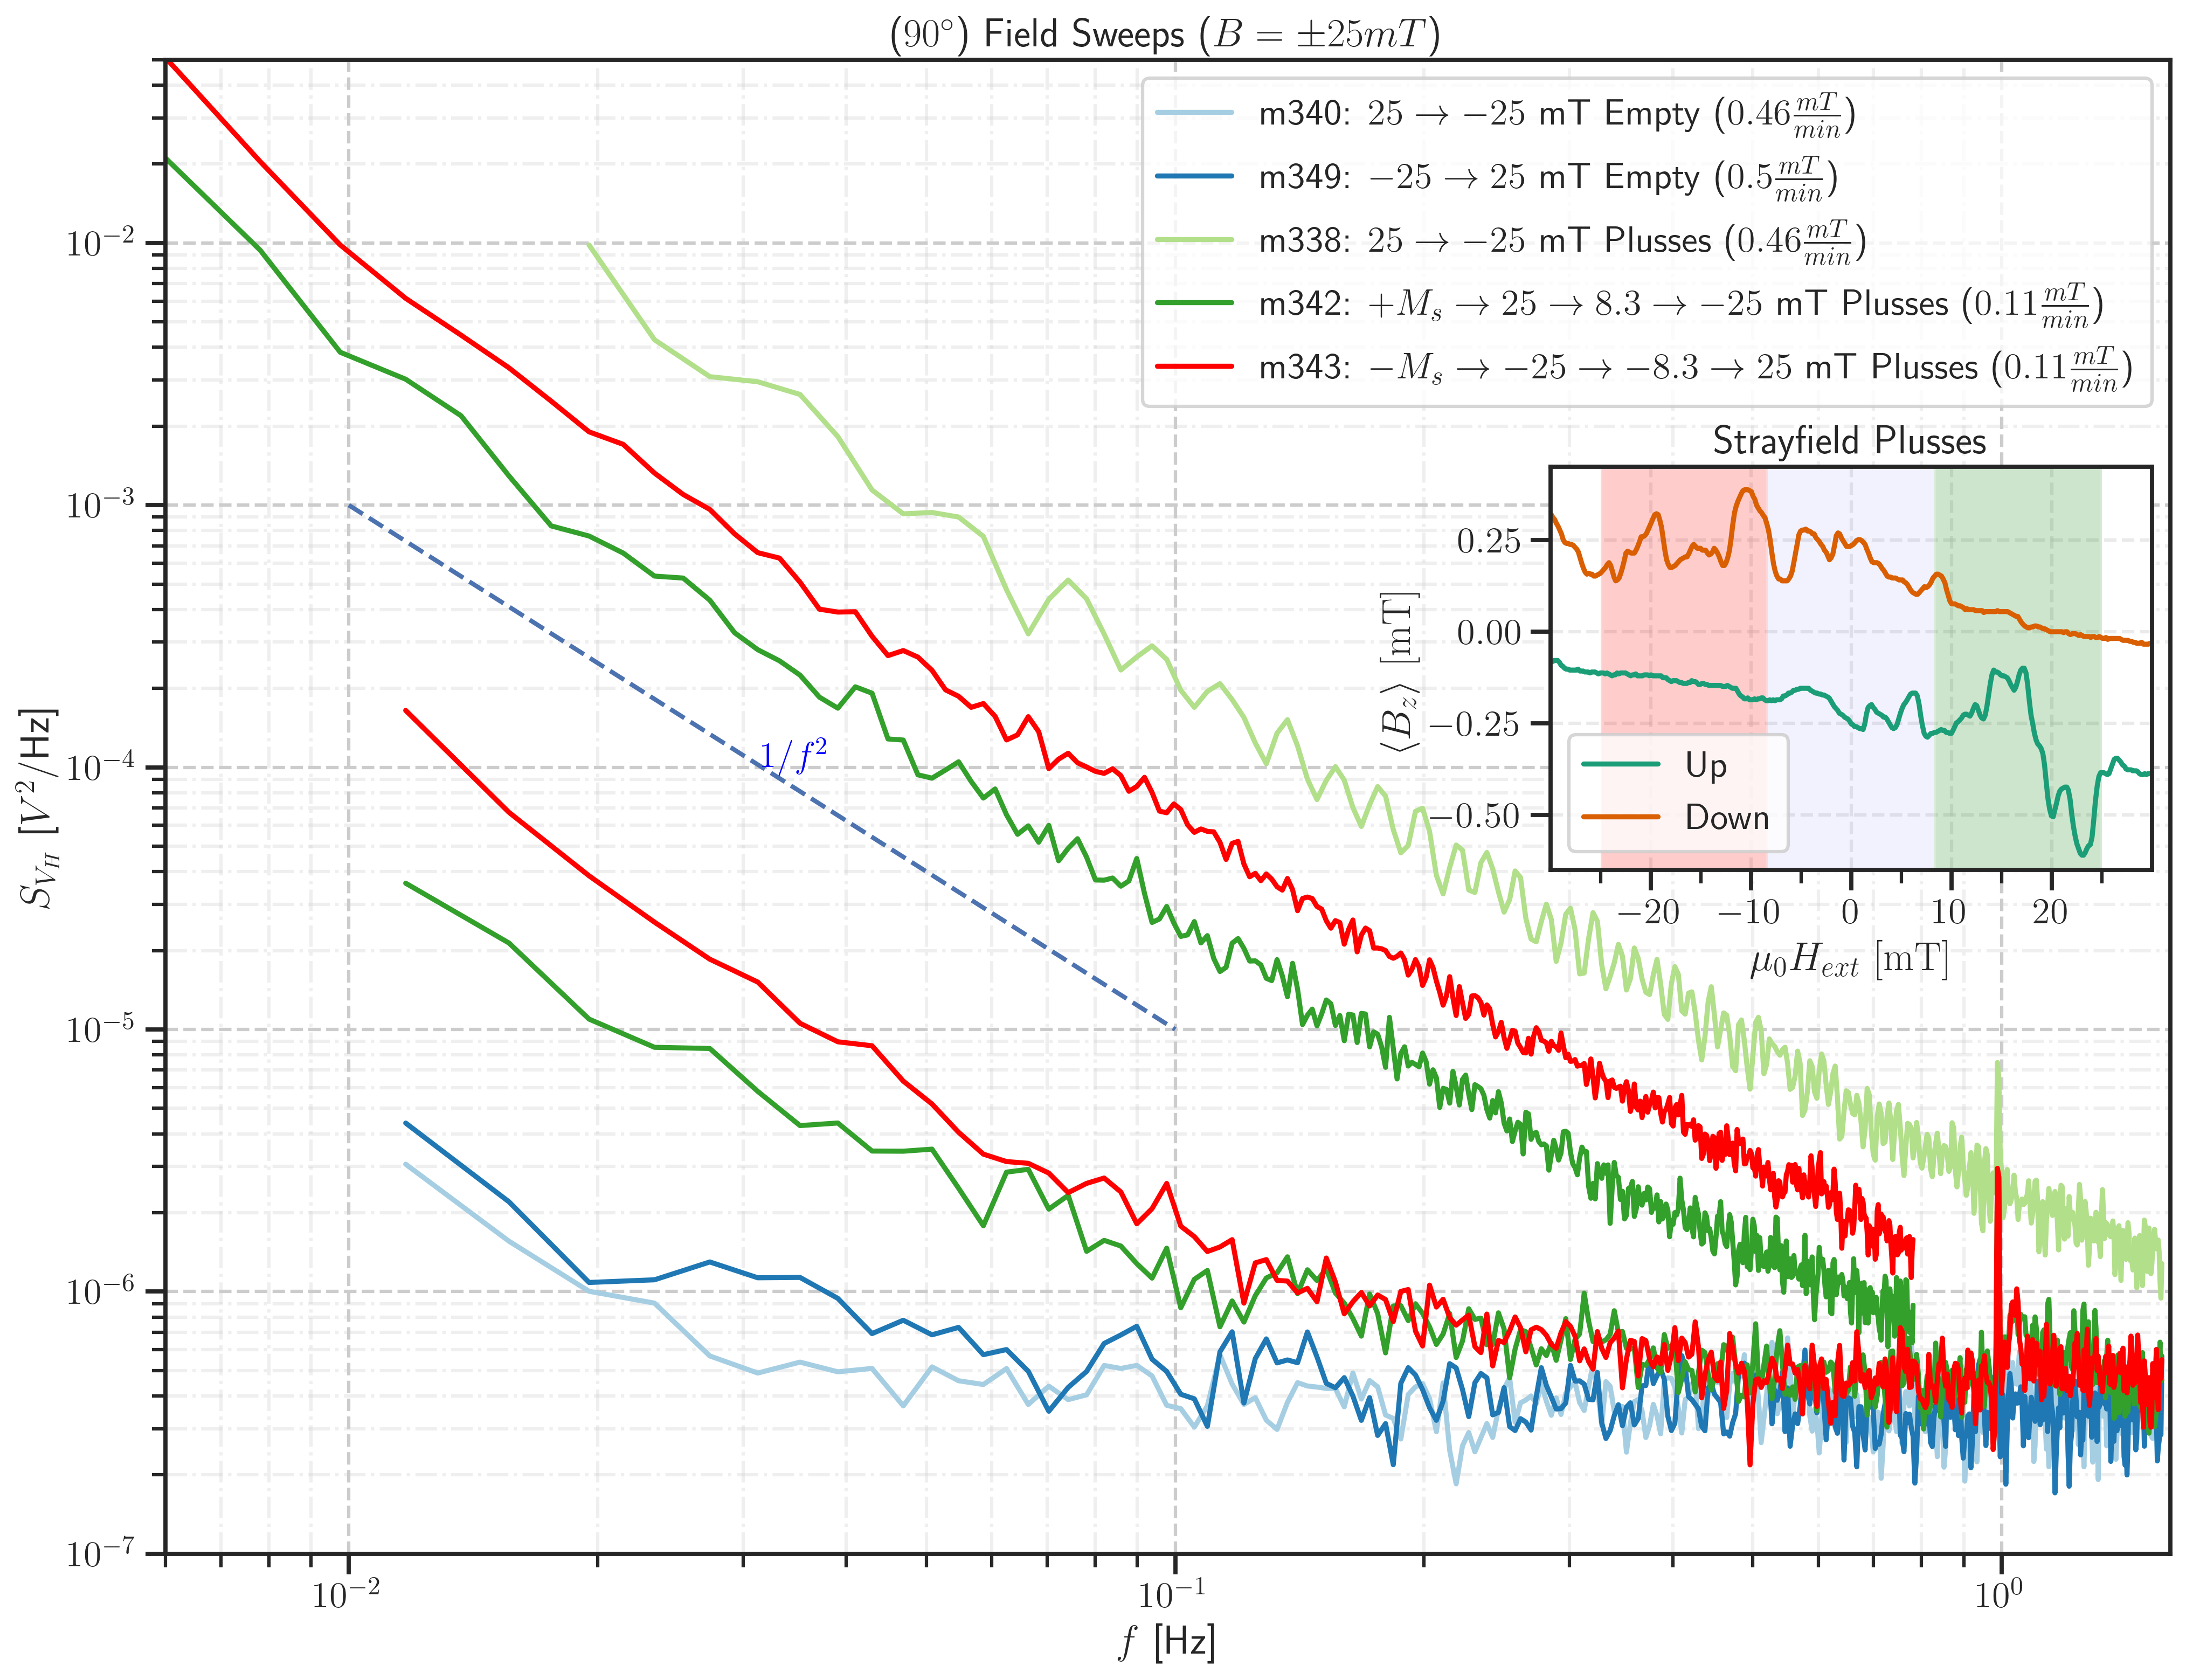 (90°) Field Sweeps (B = ±25mT)
m340: 25 → −25 mT Empty (0.46 mT/min)
m349: −25 → 25 mT Empty (0.5 mT/min)
m338: 25 → −25 mT Plusses (0.46 mT/min)
m342: +M_s → 25 → 8.3 → −25 mT Plusses (0.11 mT/min)
m343: −M_s → −25 → −8.3 → 25 mT Plusses (0.11 mT/min)
S_{V_H} [V²/Hz]
10⁻²
10⁻³
10⁻⁴
10⁻⁵
10⁻⁶
10⁻⁷
1/f²
Strayfield Plusses
⟨B_z⟩ [mT]
0.25
0.00
−0.25
−0.50
Up
Down
−20 −10 0 10 20
μ₀H_{ext} [mT]
10⁻² 10⁻¹ 10⁰
f [Hz]